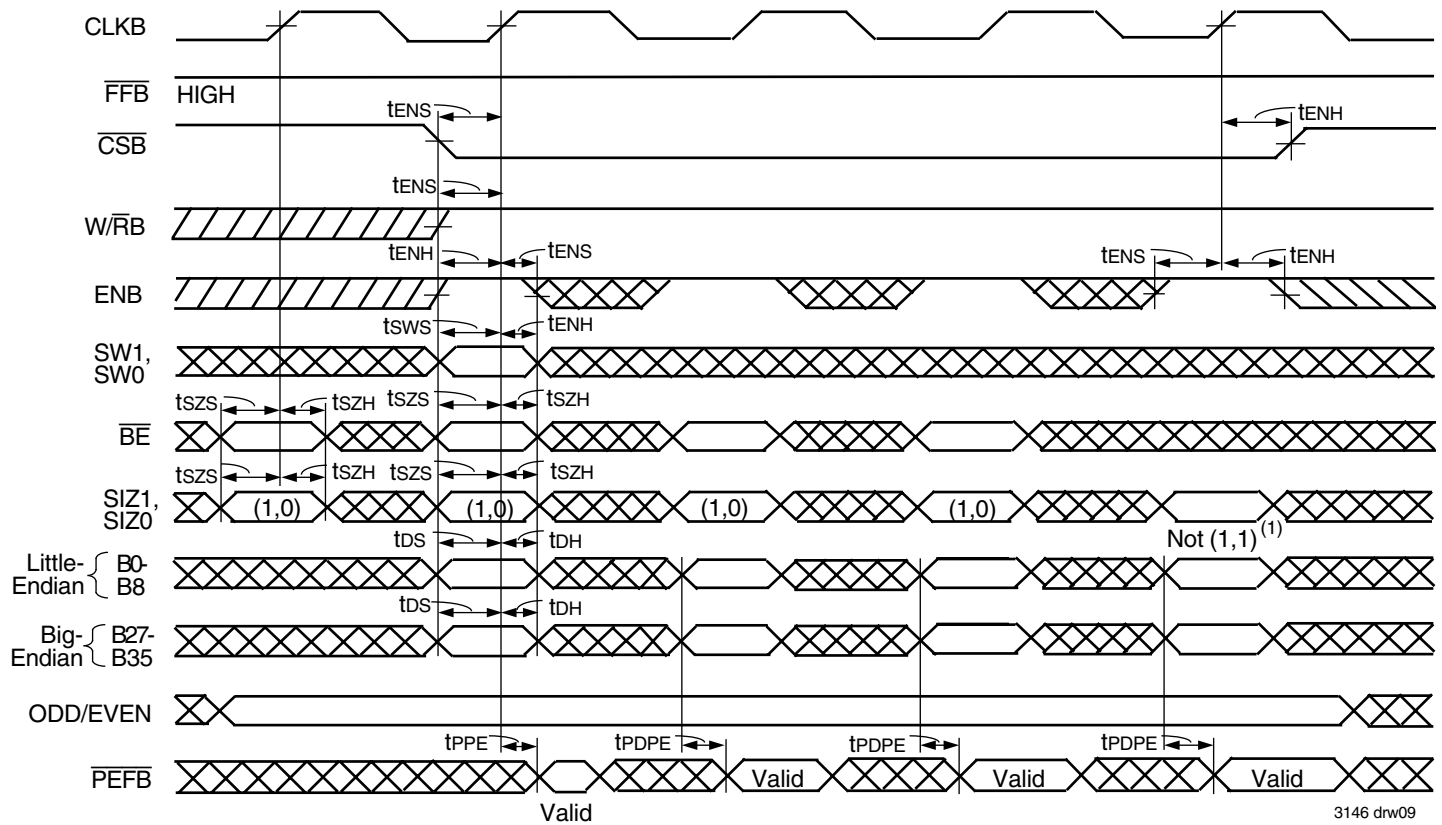 CLKB
FFB HIGH
tENS tENH
CSB
tENS
W/RB
tENH tENS tENS tENH
ENB
tSWS tENH
SW1,
SW0
tSZS tSZH tSZS tSZH
BE
tSZS tSZH tSZS tSZH
SIZ1,
SIZ0
(1,0) (1,0) (1,0) (1,0)
Not (1,1) (1)
tDS tDH
Little-
Endian
B0-
B8
tDS tDH
Big-
Endian
B27-
B35
ODD/EVEN
tPPE tPDPE tPDPE tPDPE
PEFB Valid Valid Valid
Valid
3146 drw09